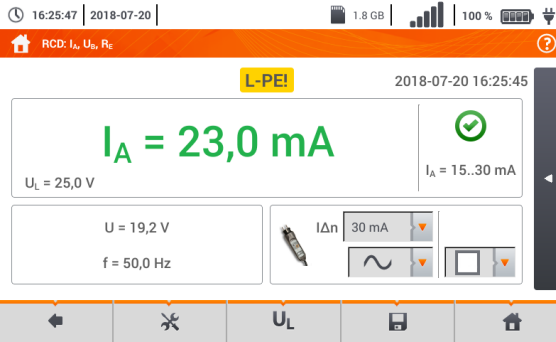 16:25:47 2018-07-20 1.8 GB 100 %
RCD: IA, UB, RE ?
L-PE! 2018-07-20 16:25:45
IA = 23,0 mA
UL = 25,0 V
IA = 15..30 mA
U = 19,2 V
f = 50,0 Hz
IΔn 30 mA
UL